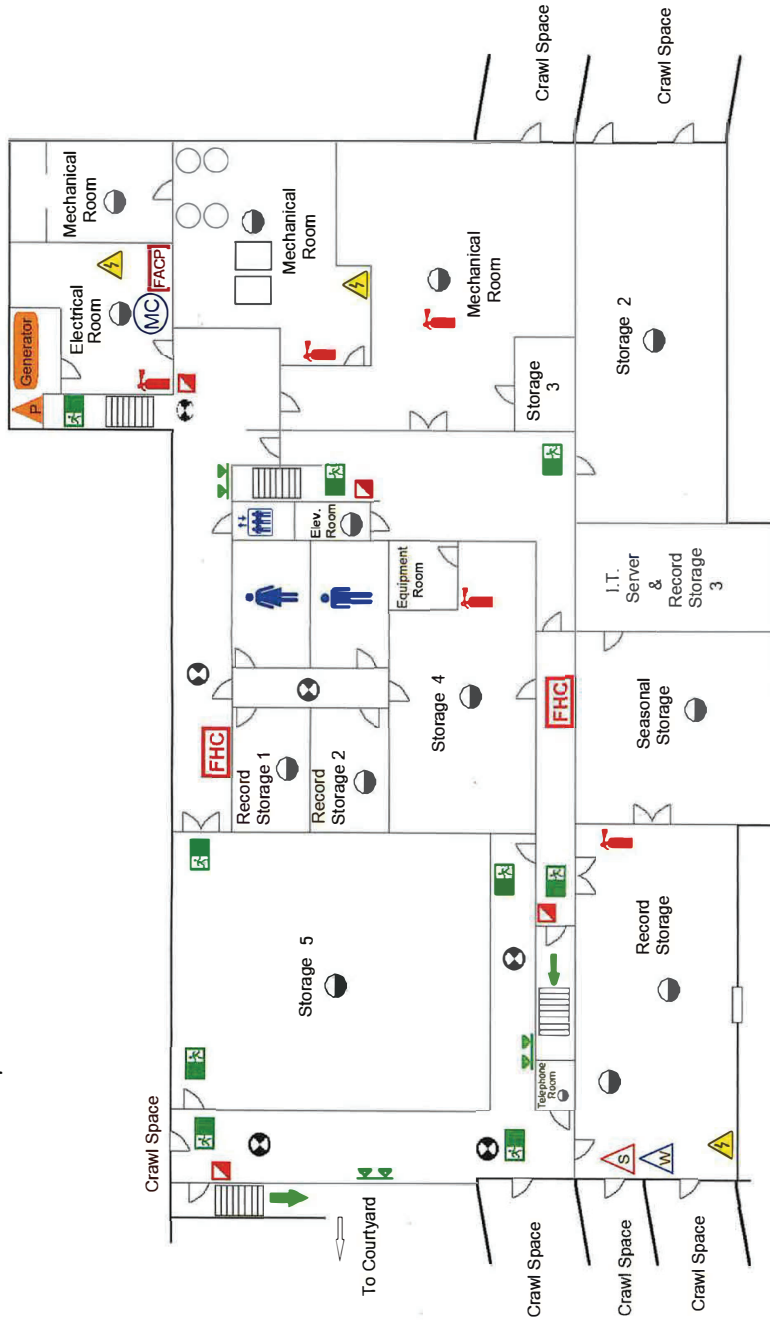 Crawl Space
To Courtyard
Crawl Space
Crawl Space
Crawl Space
S
W
Telephone
Room
Record
Storage
Storage 5
FHC
Record
Storage 1
Record
Storage 2
Storage 4
Equipment
Room
Elev.
Room
FHC
Seasonal
Storage
I.T.
Server
&
Record
Storage
3
Storage 2
Storage
3
Mechanical
Room
Mechanical
Room
Mechanical
Room
Electrical
Room
MC
FACP
Generator
P
Crawl Space
Crawl Space